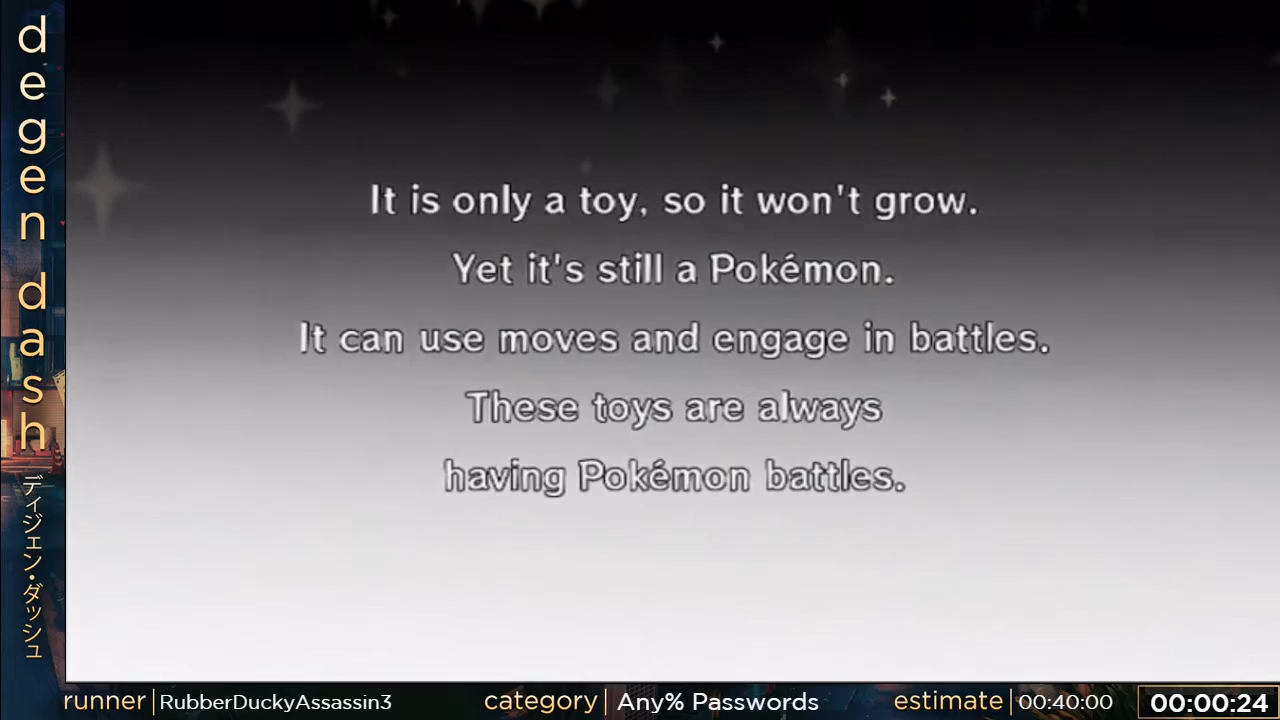 degen dash
デイジェン・ダッシュ
It is only a toy, so it won't grow.
Yet it's still a Pokémon.
It can use moves and engage in battles.
These toys are always
having Pokémon battles.
runner RubberDuckyAssassin3
category Any% Passwords
estimate 00:40:00
00:00:24